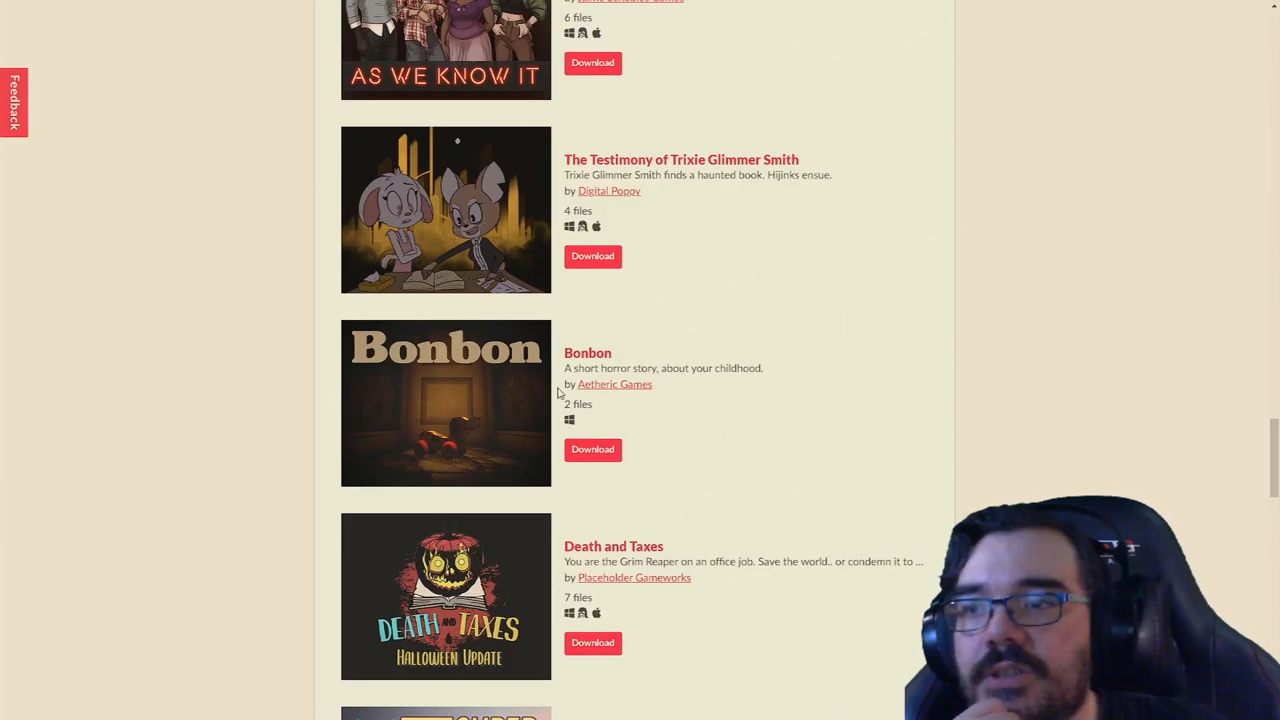 6 files
Download
AS WE KNOW IT
Feedback
The Testimony of Trixie Glimmer Smith
Trixie Glimmer Smith finds a haunted book. Hijinks ensue.
by Digital Poppy
4 files
Download
Bonbon
Bonbon
A short horror story, about your childhood.
by Aetheric Games
2 files
Download
DEATH AND TAXES
HALLOWEEN UPDATE
Death and Taxes
You are the Grim Reaper on an office job. Save the world.. or condemn it to ...
by Placeholder Gameworks
7 files
Download